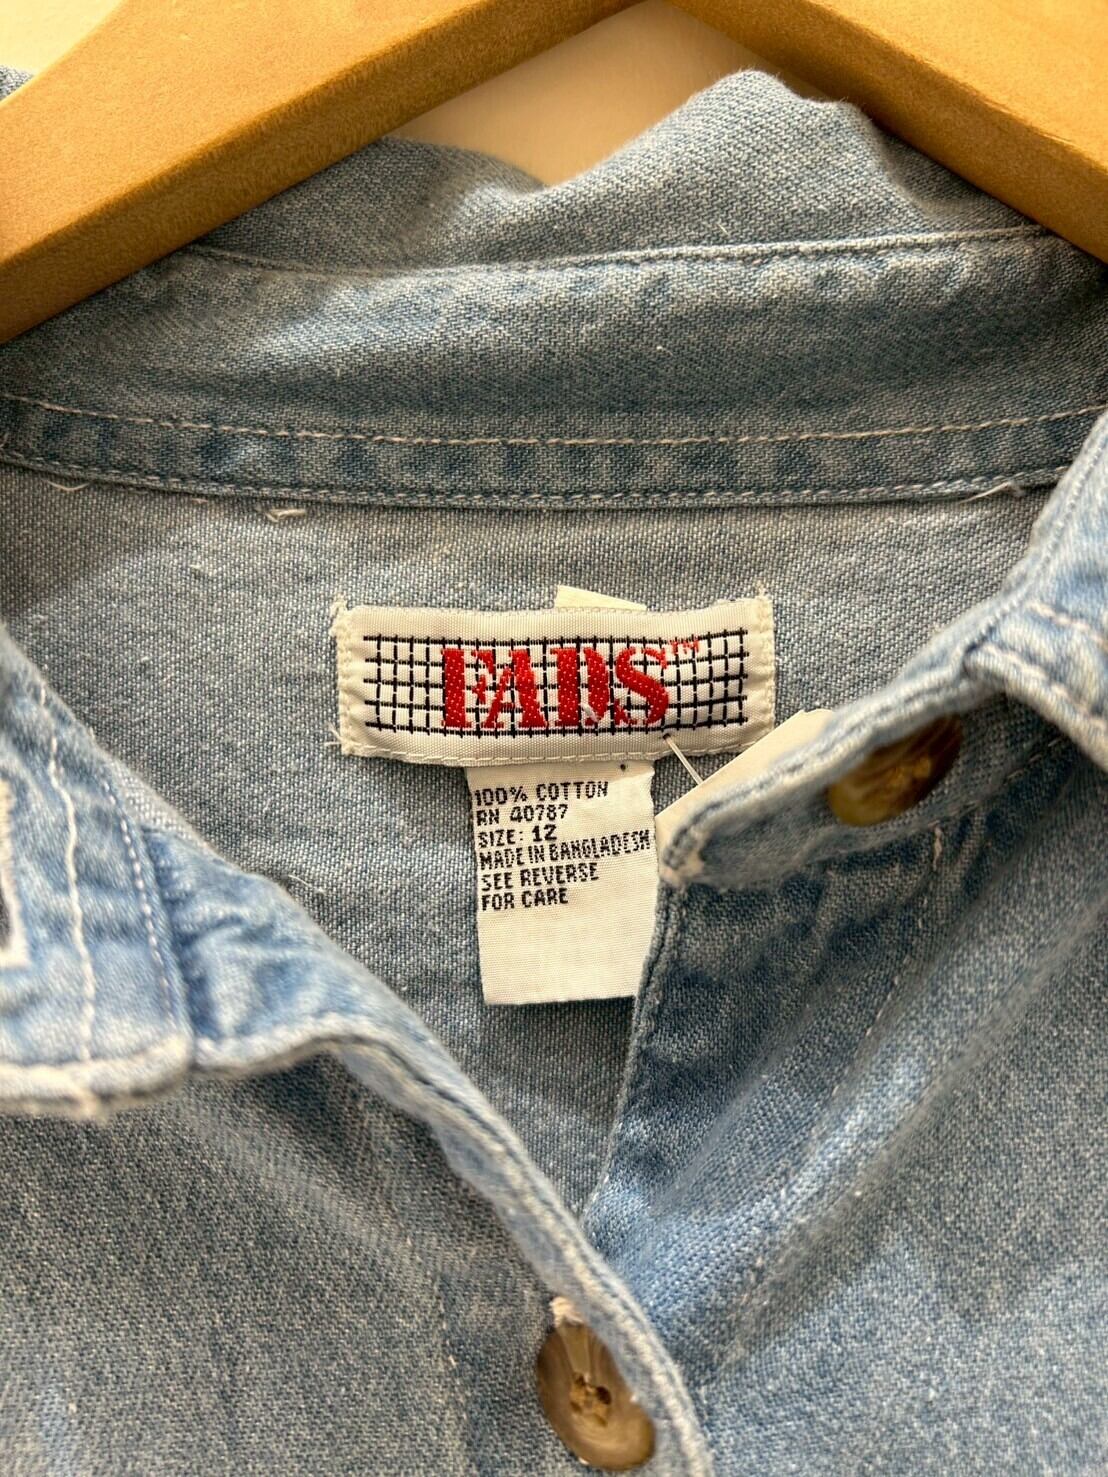 FADS™
100% COTTON
RN 40787
SIZE: 12
MADE IN BANGLADESH
SEE REVERSE
FOR CARE